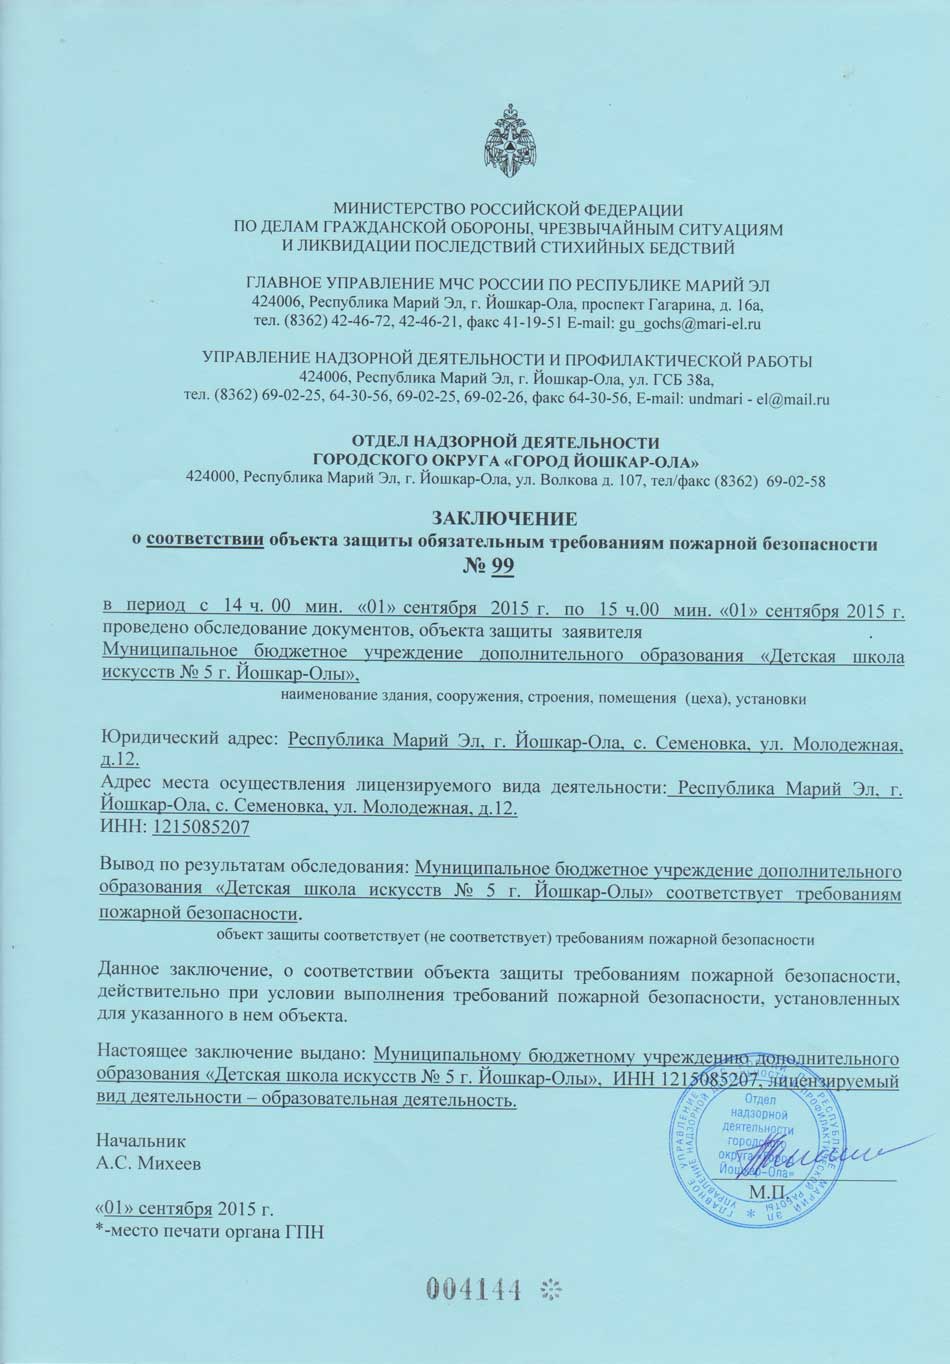 МИНИСТЕРСТВО РОССИЙСКОЙ ФЕДЕРАЦИИ
ПО ДЕЛАМ ГРАЖДАНСКОЙ ОБОРОНЫ, ЧРЕЗВЫЧАЙНЫМ СИТУАЦИЯМ
И ЛИКВИДАЦИИ ПОСЛЕДСТВИЙ СТИХИЙНЫХ БЕДСТВИЙ
ГЛАВНОЕ УПРАВЛЕНИЕ МЧС РОССИИ ПО РЕСПУБЛИКЕ МАРИЙ ЭЛ
424006, Республика Марий Эл, г. Йошкар-Ола, проспект Гагарина, д. 16а,
тел. (8362) 42-46-72, 42-46-21, факс 41-19-51 E-mail: gu_gochs@mari-el.ru
УПРАВЛЕНИЕ НАДЗОРНОЙ ДЕЯТЕЛЬНОСТИ И ПРОФИЛАКТИЧЕСКОЙ РАБОТЫ
424006, Республика Марий Эл, г. Йошкар-Ола, ул. ГСБ 38а,
тел. (8362) 69-02-25, 64-30-56, 69-02-25, 69-02-26, факс 64-30-56, E-mail: undmari - el@mail.ru
ОТДЕЛ НАДЗОРНОЙ ДЕЯТЕЛЬНОСТИ
ГОРОДСКОГО ОКРУГА «ГОРОД ЙОШКАР-ОЛА»
424000, Республика Марий Эл, г. Йошкар-Ола, ул. Волкова д. 107, тел/факс (8362) 69-02-58
ЗАКЛЮЧЕНИЕ
о соответствии объекта защиты обязательным требованиям пожарной безопасности
№ 99
в период с 14 ч. 00 мин. «01» сентября 2015 г. по 15 ч.00 мин. «01» сентября 2015 г.
проведено обследование документов, объекта защиты заявителя
Муниципальное бюджетное учреждение дополнительного образования «Детская школа
искусств № 5 г. Йошкар-Олы»,
наименование здания, сооружения, строения, помещения (цеха), установки
Юридический адрес: Республика Марий Эл, г. Йошкар-Ола, с. Семеновка, ул. Молодежная,
д.12.
Адрес места осуществления лицензируемого вида деятельности: Республика Марий Эл, г.
Йошкар-Ола, с. Семеновка, ул. Молодежная, д.12.
ИНН: 1215085207
Вывод по результатам обследования: Муниципальное бюджетное учреждение дополнительного
образования «Детская школа искусств № 5 г. Йошкар-Олы» соответствует требованиям
пожарной безопасности.
объект защиты соответствует (не соответствует) требованиям пожарной безопасности
Данное заключение, о соответствии объекта защиты требованиям пожарной безопасности,
действительно при условии выполнения требований пожарной безопасности, установленных
для указанного в нем объекта.
Настоящее заключение выдано: Муниципальному бюджетному учреждению дополнительного
образования «Детская школа искусств № 5 г. Йошкар-Олы», ИНН 1215085207, лицензируемый
вид деятельности – образовательная деятельность.
Отдел
надзорной
деятельности
городского
округа «Город
Йошкар-Ола»
Начальник
А.С. Михеев
М.П.
«01» сентября 2015 г.
*-место печати органа ГПН
004144